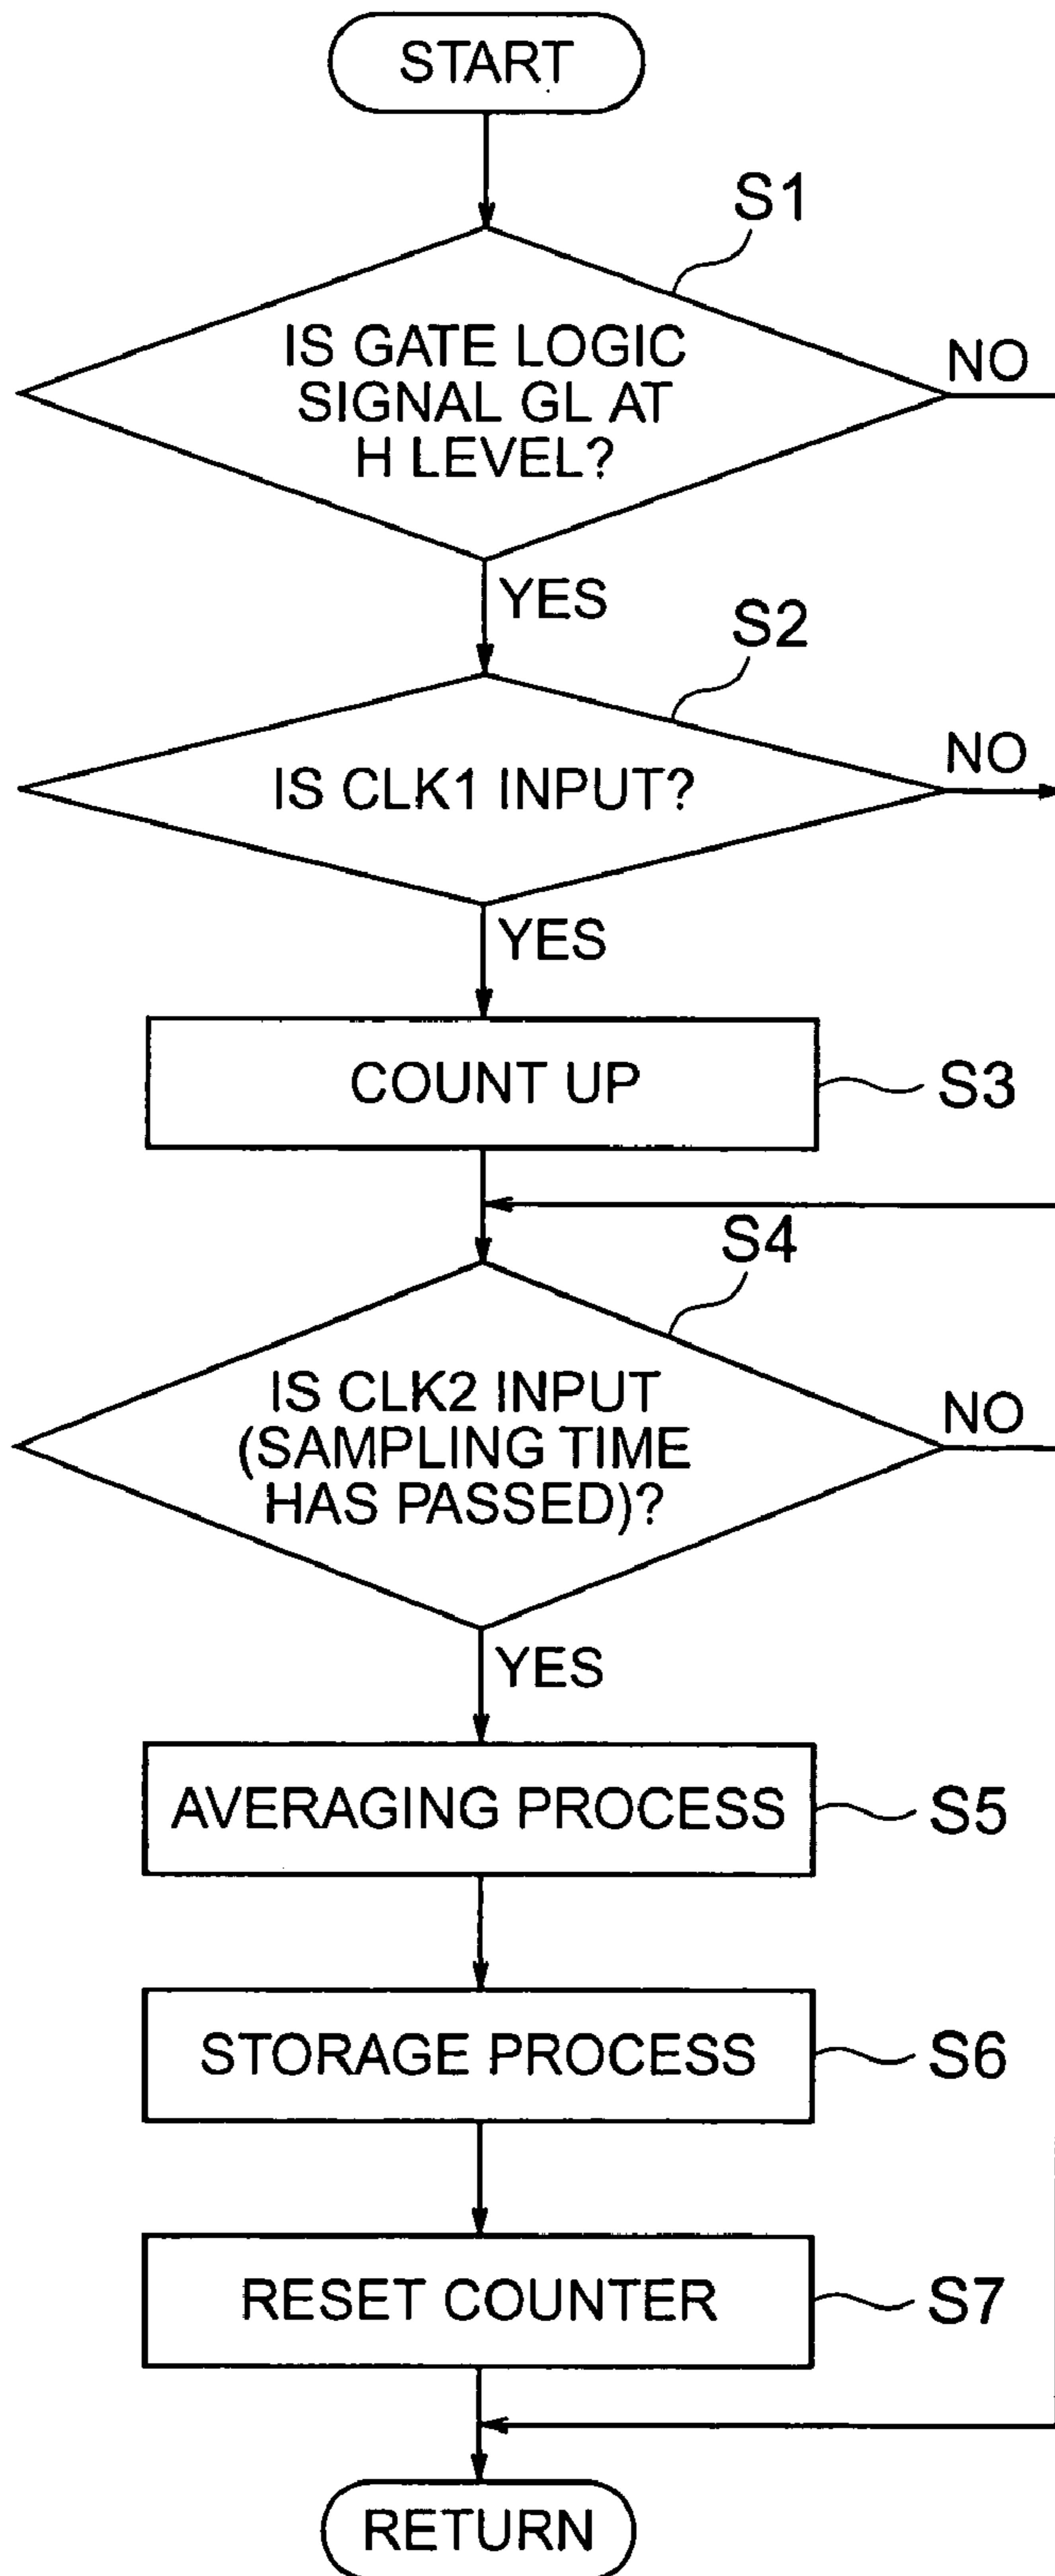 START
S1
IS GATE LOGIC
SIGNAL GL AT
H LEVEL?
NO
YES
S2
IS CLK1 INPUT?
NO
YES
COUNT UP
S3
S4
IS CLK2 INPUT
(SAMPLING TIME
HAS PASSED)?
NO
YES
AVERAGING PROCESS
S5
STORAGE PROCESS
S6
RESET COUNTER
S7
RETURN